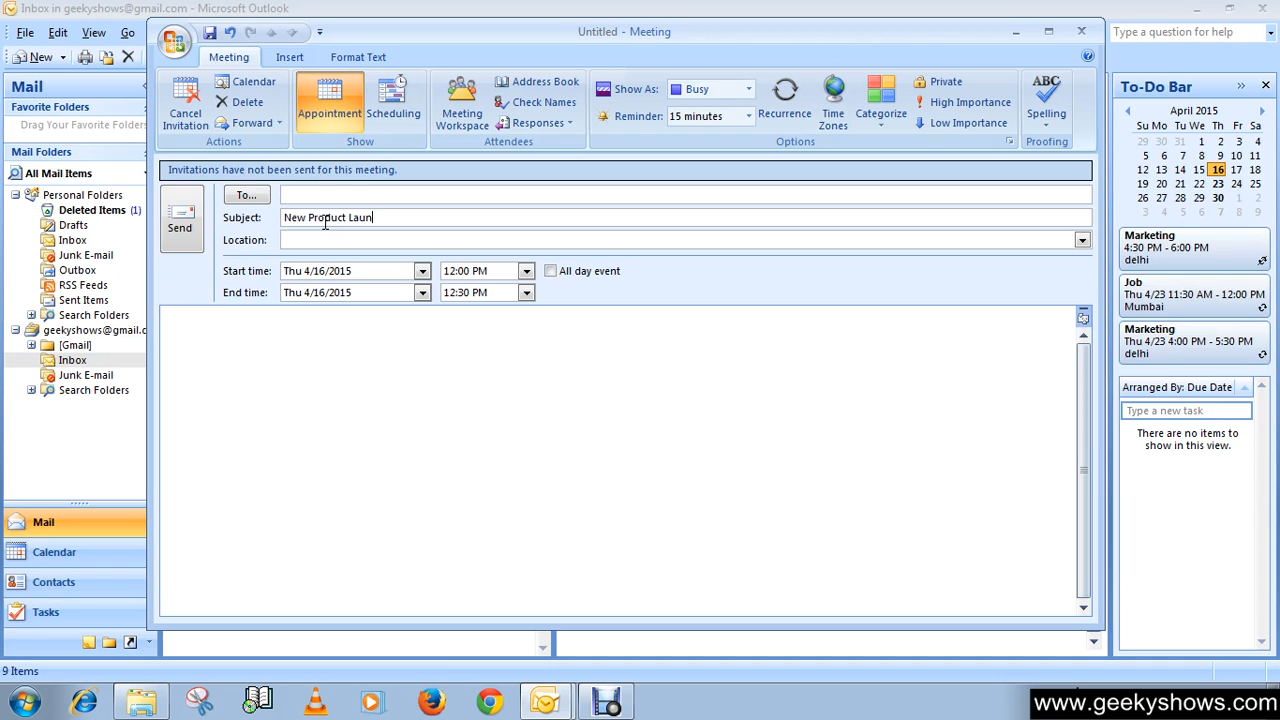 Inbox in geekyshows@gmail.com - Microsoft Outlook
File Edit View Go
Type a question for help
New
Mail
Favorite Folders
Drag Your Favorite Folders
Mail Folders
All Mail Items
Personal Folders
Deleted Items (1)
Drafts
Inbox
Junk E-mail
Outbox
RSS Feeds
Sent Items
Search Folders
geekyshows@gmail.c
[Gmail]
Inbox
Junk E-mail
Search Folders
Mail
Calendar
Contacts
Tasks
9 Items
Untitled - Meeting
Meeting Insert Format Text
Cancel Invitation
Calendar
Delete
Forward
Actions
Appointment
Scheduling
Show
Meeting Workspace
Address Book
Check Names
Responses
Attendees
Show As: Busy
Reminder: 15 minutes
Recurrence
Time Zones
Categorize
Private
High Importance
Low Importance
Options
ABC
Spelling
Proofing
Invitations have not been sent for this meeting.
Send
To...
Subject: New Product Laun
Location:
Start time: Thu 4/16/2015 12:00 PM All day event
End time: Thu 4/16/2015 12:30 PM
To-Do Bar
April 2015
Su Mo Tu We Th Fr Sa
29 30 31 1 2 3 4
5 6 7 8 9 10 11
12 13 14 15 16 17 18
19 20 21 22 23 24 25
26 27 28 29 30 1 2
3 4 5 6 7 8 9
Marketing
4:30 PM - 6:00 PM
delhi
Job
Thu 4/23 11:30 AM - 12:00 PM
Mumbai
Marketing
Thu 4/23 4:00 PM - 5:30 PM
delhi
Arranged By: Due Date
Type a new task
There are no items to
show in this view.
www.geekyshows.com